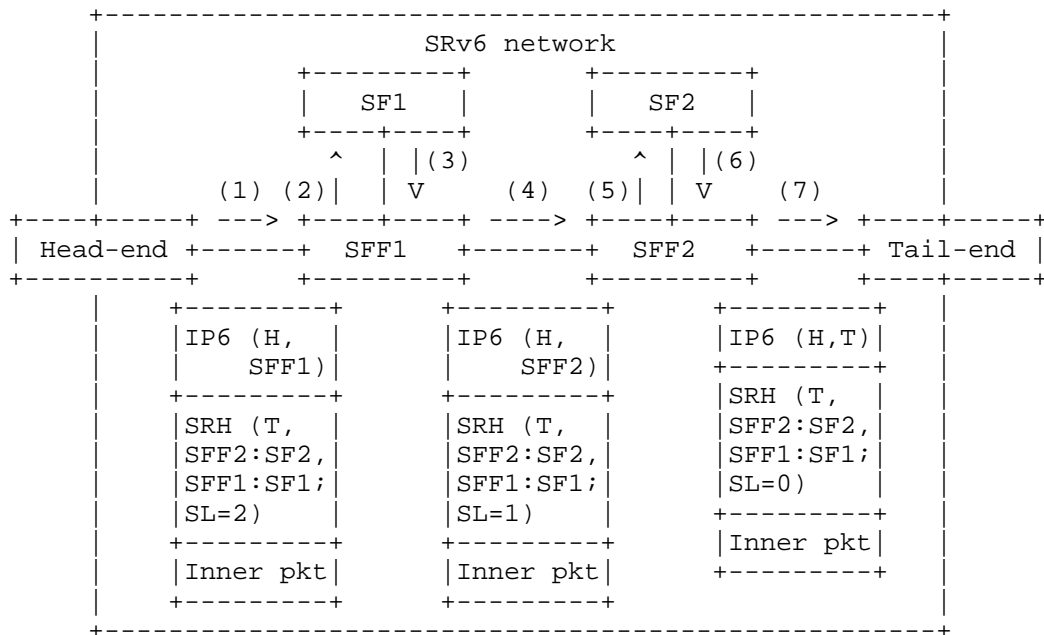 SRv6 network
SF1 SF2
(3) (6)
(1) (2) V (4) (5) V (7)
Head-end SFF1 SFF2 Tail-end
IP6 (H, IP6 (H, IP6 (H,T)
SFF1) SFF2)
SRH (T,
SRH (T, SRH (T, SFF2:SF2,
SFF2:SF2, SFF2:SF2, SFF1:SF1;
SFF1:SF1; SFF1:SF1; SL=0)
SL=2) SL=1)
Inner pkt
Inner pkt Inner pkt